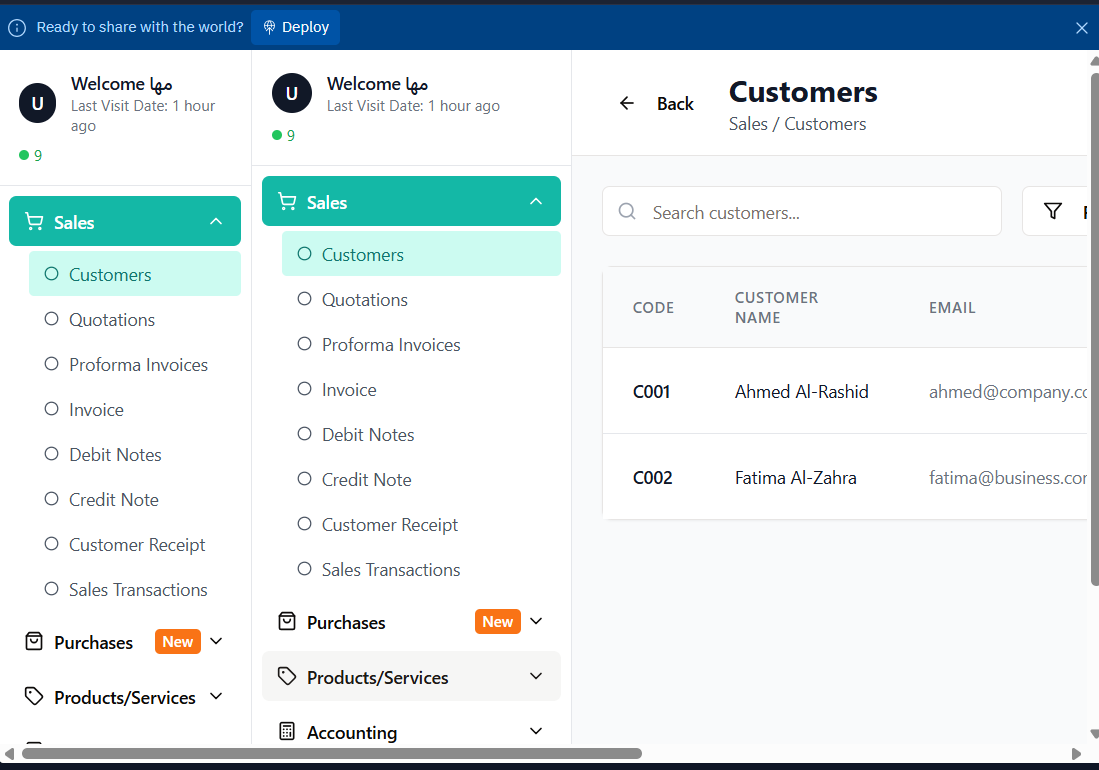 Ready to share with the world? Deploy
U
Welcome مها
Last Visit Date: 1 hour
ago
9
Sales
Customers
Quotations
Proforma Invoices
Invoice
Debit Notes
Credit Note
Customer Receipt
Sales Transactions
Purchases New
Products/Services
U
Welcome مها
Last Visit Date: 1 hour ago
9
Sales
Customers
Quotations
Proforma Invoices
Invoice
Debit Notes
Credit Note
Customer Receipt
Sales Transactions
Purchases New
Products/Services
Accounting
Back
Customers
Sales / Customers
Search customers...
CODE CUSTOMER NAME EMAIL
C001 Ahmed Al-Rashid ahmed@company.co
C002 Fatima Al-Zahra fatima@business.com